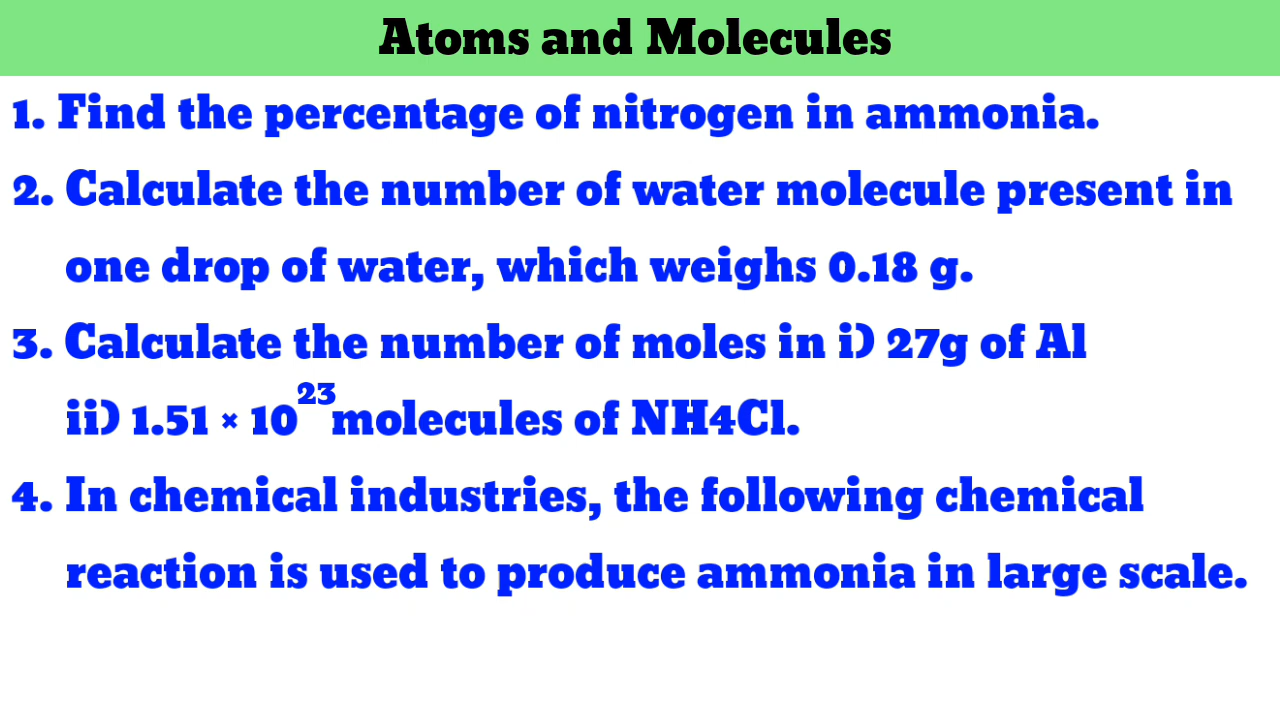 Atoms and Molecules
1. Find the percentage of nitrogen in ammonia.
2. Calculate the number of water molecule present in
one drop of water, which weighs 0.18 g.
3. Calculate the number of moles in i) 27g of Al
ii) 1.51 × 10²³molecules of NH4Cl.
4. In chemical industries, the following chemical
reaction is used to produce ammonia in large scale.